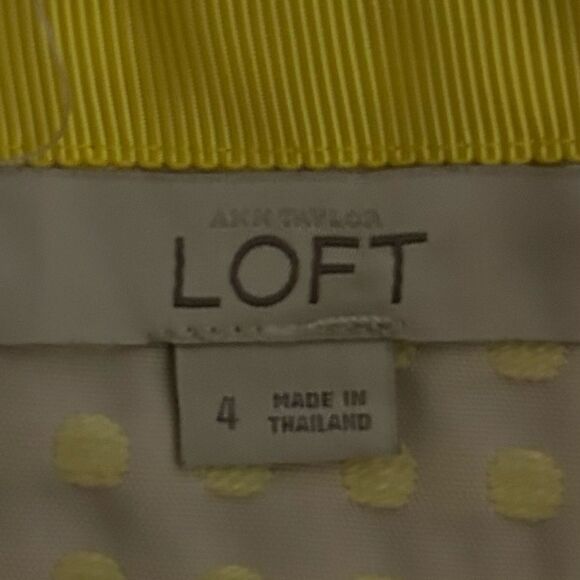 ANN TAYLOR
LOFT
4
MADE IN
THAILAND